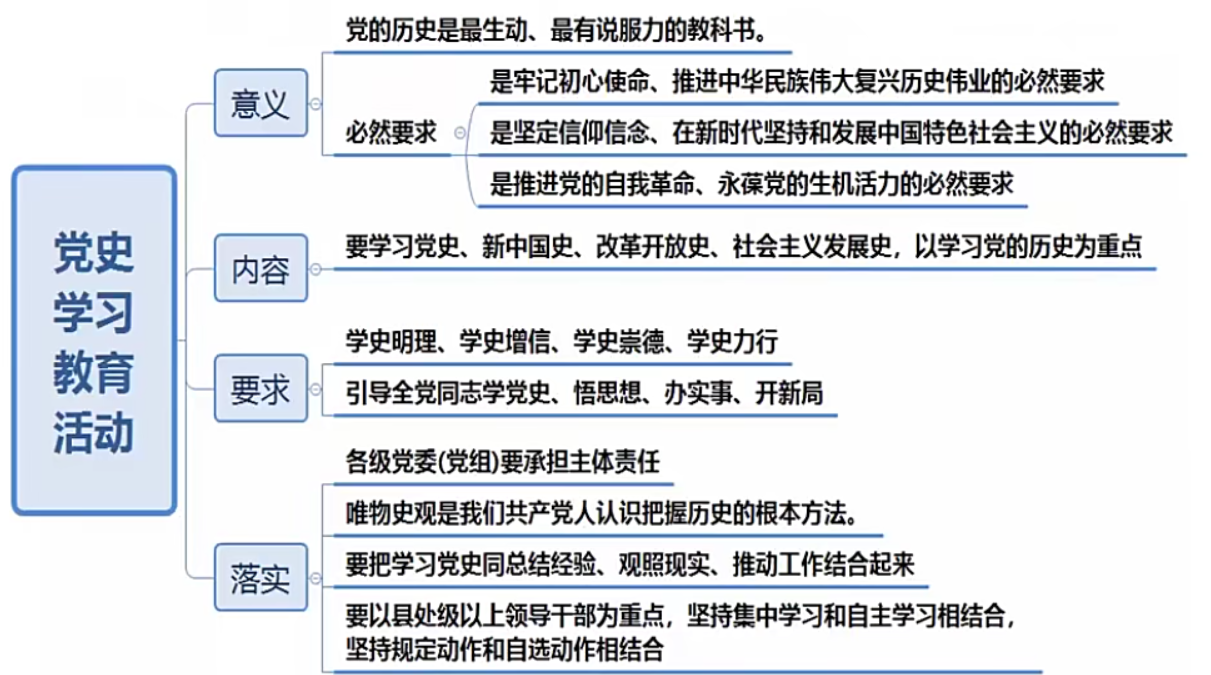 党史
学习
教育
活动
意义
党的历史是最生动、最有说服力的教科书。
必然要求
是牢记初心使命、推进中华民族伟大复兴历史伟业的必然要求
是坚定信仰信念、在新时代坚持和发展中国特色社会主义的必然要求
是推进党的自我革命、永葆党的生机活力的必然要求
内容
要学习党史、新中国史、改革开放史、社会主义发展史，以学习党的历史为重点
要求
学史明理、学史增信、学史崇德、学史力行
引导全党同志学党史、悟思想、办实事、开新局
落实
各级党委(党组)要承担主体责任
唯物史观是我们共产党人认识把握历史的根本方法。
要把学习党史同总结经验、观照现实、推动工作结合起来
要以县处级以上领导干部为重点，坚持集中学习和自主学习相结合，
坚持规定动作和自选动作相结合